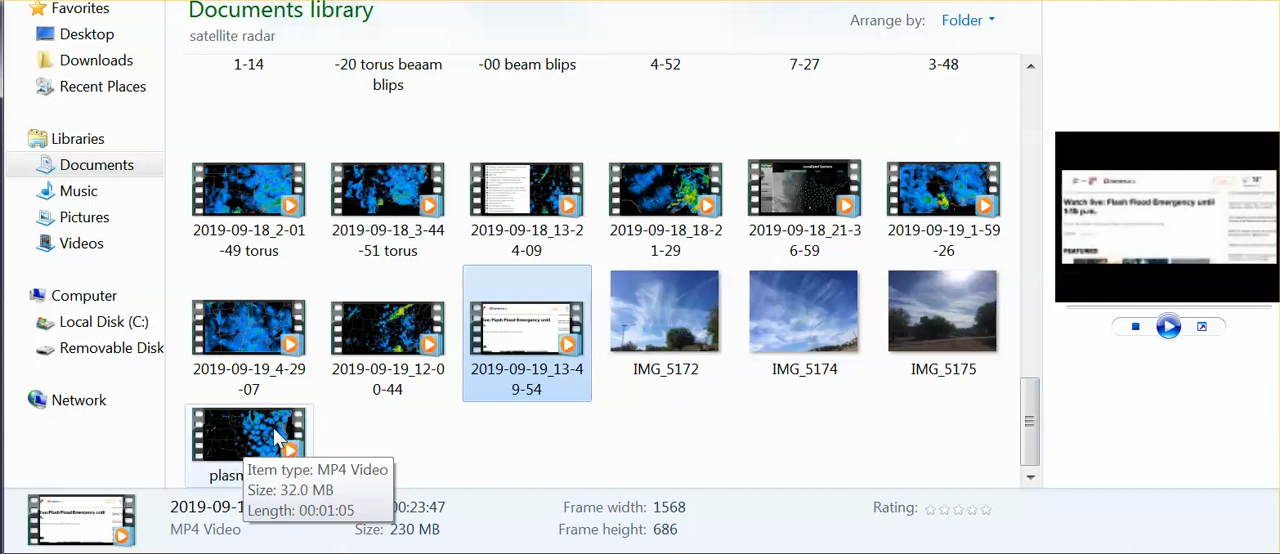 Favorites
Desktop
Downloads
Recent Places
Libraries
Documents
Music
Pictures
Videos
Computer
Local Disk (C:)
Removable Disk
Network
Documents library
satellite radar
Arrange by: Folder
1-14
-20 torus beaam
blips
-00 beam blips
4-52
7-27
3-48
2019-09-18_2-01
-49 torus
2019-09-18_3-44
-51 torus
2019-09-18_13-2
4-09
2019-09-18_18-2
1-29
2019-09-18_21-3
6-59
2019-09-19_1-59
-26
2019-09-19_4-29
-07
2019-09-19_12-0
0-44
2019-09-19_13-4
9-54
IMG_5172
IMG_5174
IMG_5175
Item type: MP4 Video
Size: 32.0 MB
Length: 00:01:05
2019-09-1
00:23:47
MP4 Video
Size: 230 MB
Frame width: 1568
Frame height: 686
Rating:
Watch live: Flash Flood Emergency until
1:15 p.m.
FEATURED